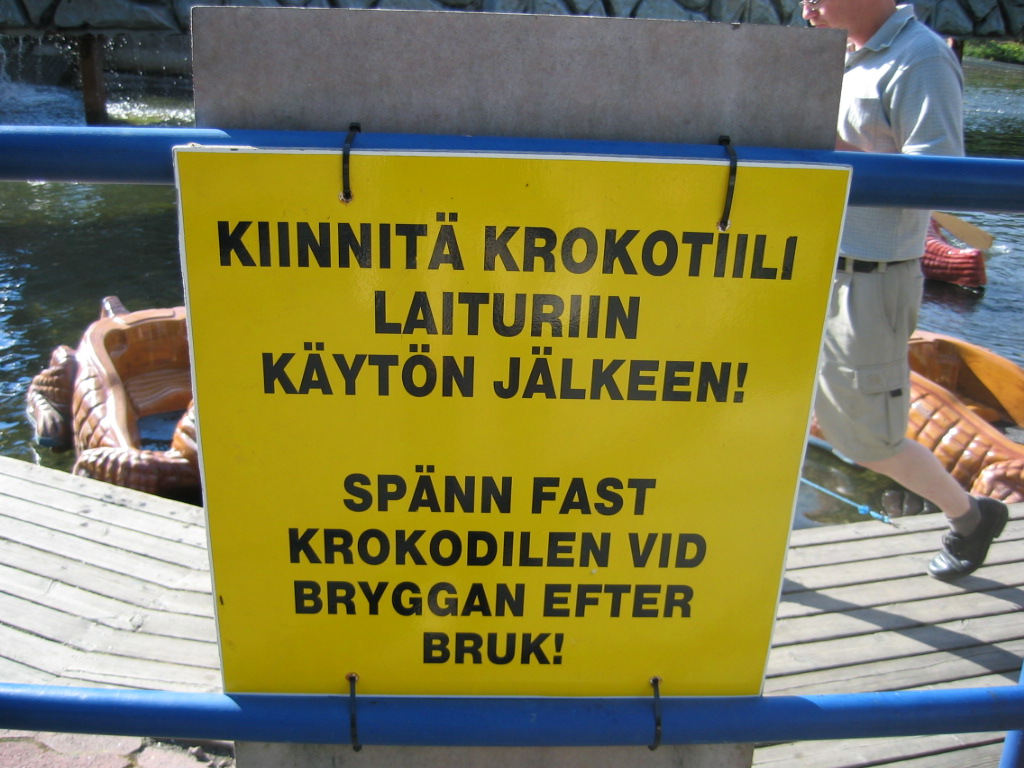 KIINNITÄ KROKOTIILI
LAITURIIN
KÄYTÖN JÄLKEEN!
SPÄNN FAST
KROKODILEN VID
BRYGGAN EFTER
BRUK!